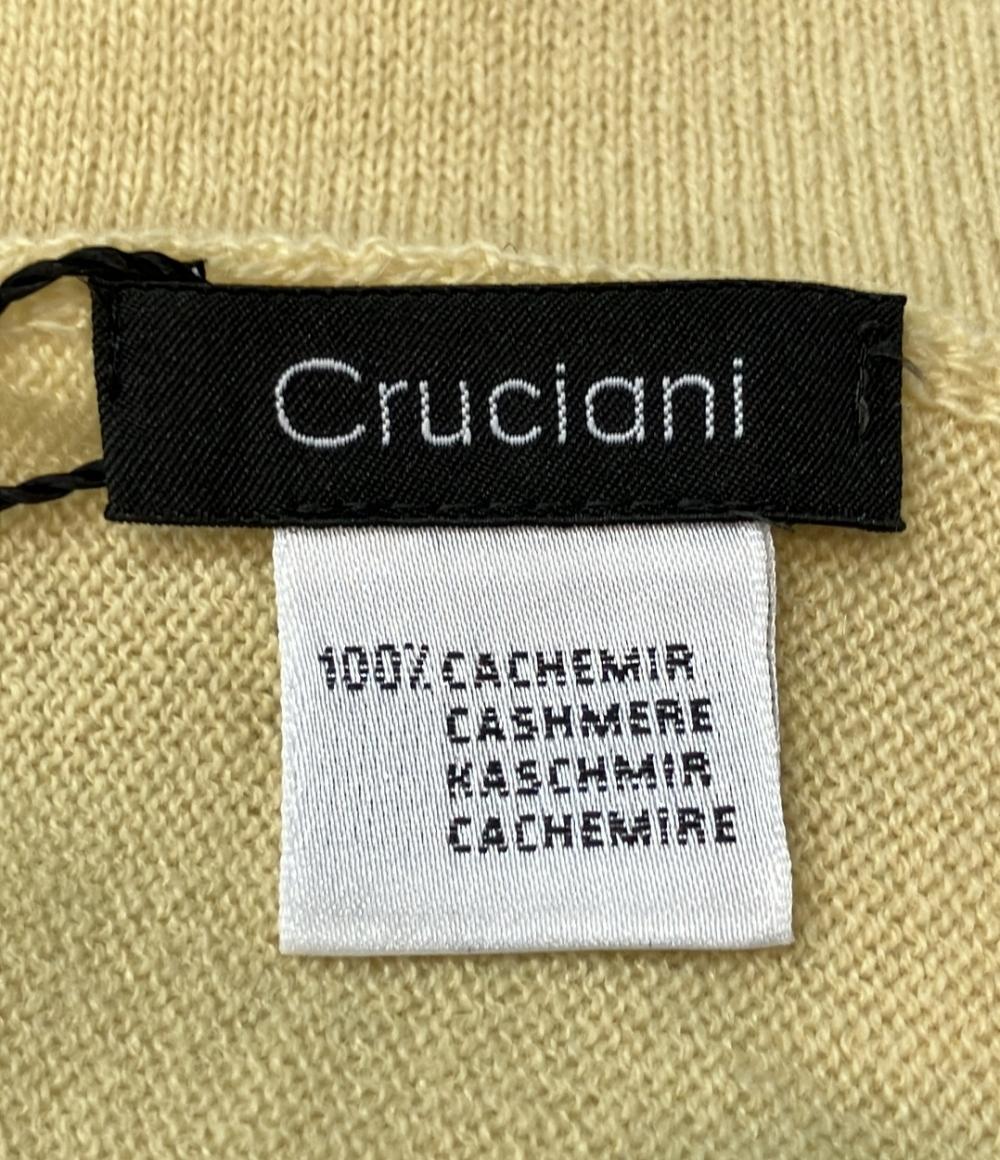 Cruciani
100% CACHEMIR
CASHMERE
KASCHMIR
CACHEMIRE